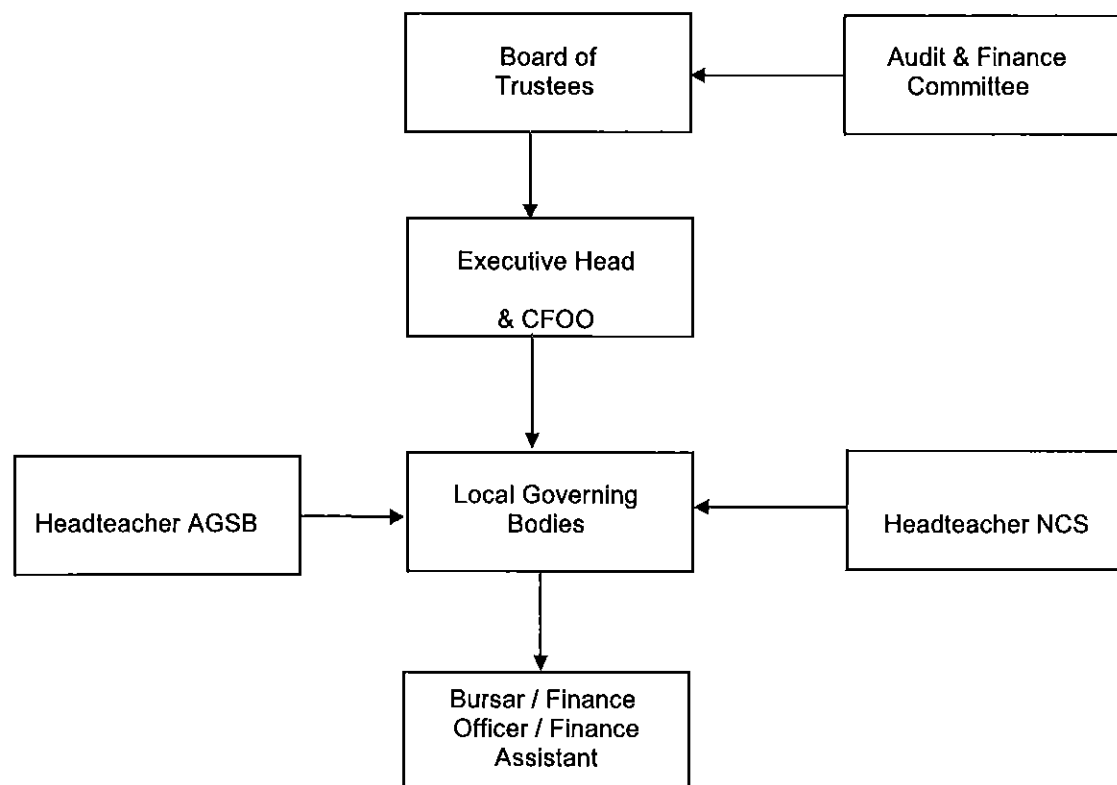 Board of
Trustees
Audit & Finance
Committee
Executive Head
& CFOO
Headteacher AGSB
Local Governing
Bodies
Headteacher NCS
Bursar / Finance
Officer / Finance
Assistant